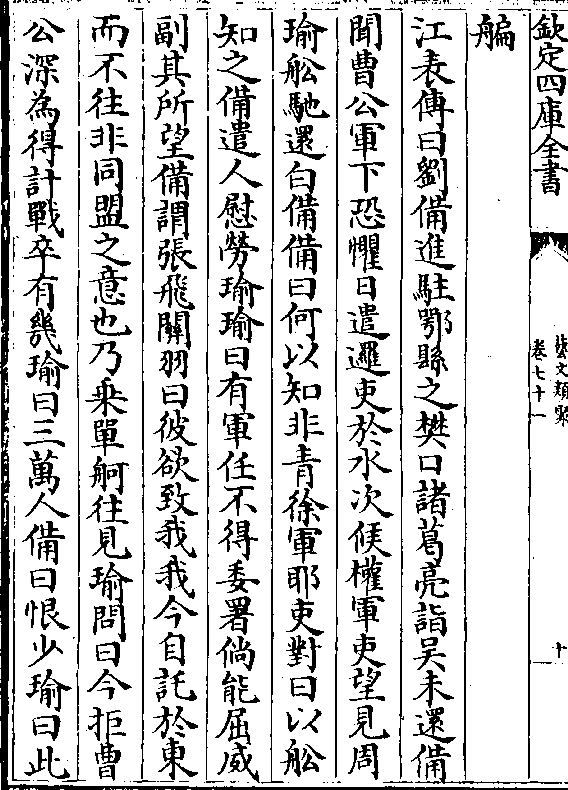 欽定四庫全書
藝文類聚
卷七十一
十一
艑
江表傳曰劉備進駐鄂縣之樊口諸葛亮詣吴未還備
聞曹公軍下恐懼日遣邏吏於水次候權軍吏望見周
瑜舩馳還白備備曰何以知非青徐軍耶吏對曰以舩
知之備遣人慰勞瑜瑜曰有軍任不得委署倘能屈威
副其所望備謂張飛關羽曰彼欲致我我今自託於東
而不往非同盟之意也乃乗單舸往見瑜問曰今拒曹
公深為得計戰卒有幾瑜曰三萬人備曰恨少瑜曰此